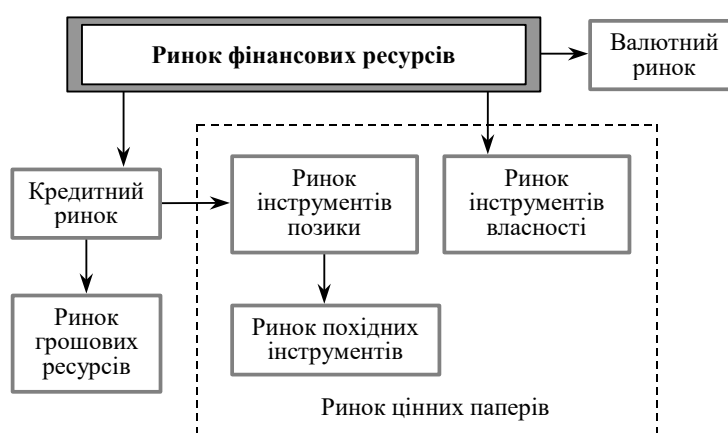 Ринок фінансових ресурсів
Валютний
ринок
Кредитний
ринок
Ринок
інструментів
позики
Ринок
інструментів
власності
Ринок
грошових
ресурсів
Ринок похідних
інструментів
Ринок цінних паперів